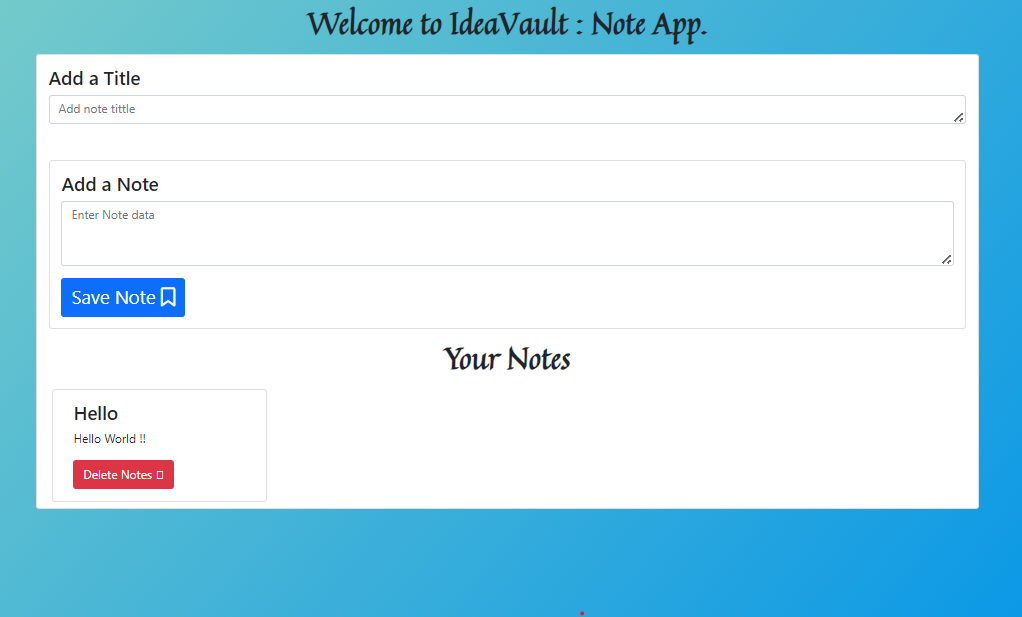 Welcome to IdeaVault : Note App.
Add a Title
Add note tittle
Add a Note
Enter Note data
Save Note
Your Notes
Hello
Hello World !!
Delete Notes